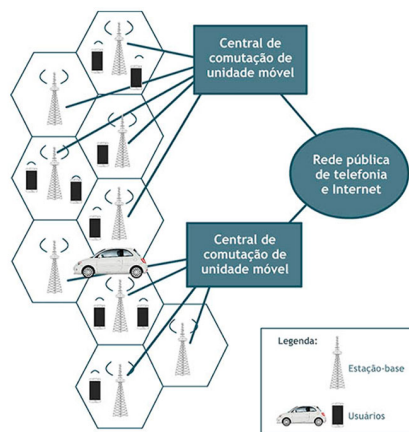 Central de
comutação de
unidade móvel
Rede pública
de telefonia
e Internet
Central de
comutação de
unidade móvel
Legenda:
Estação-base
Usuários